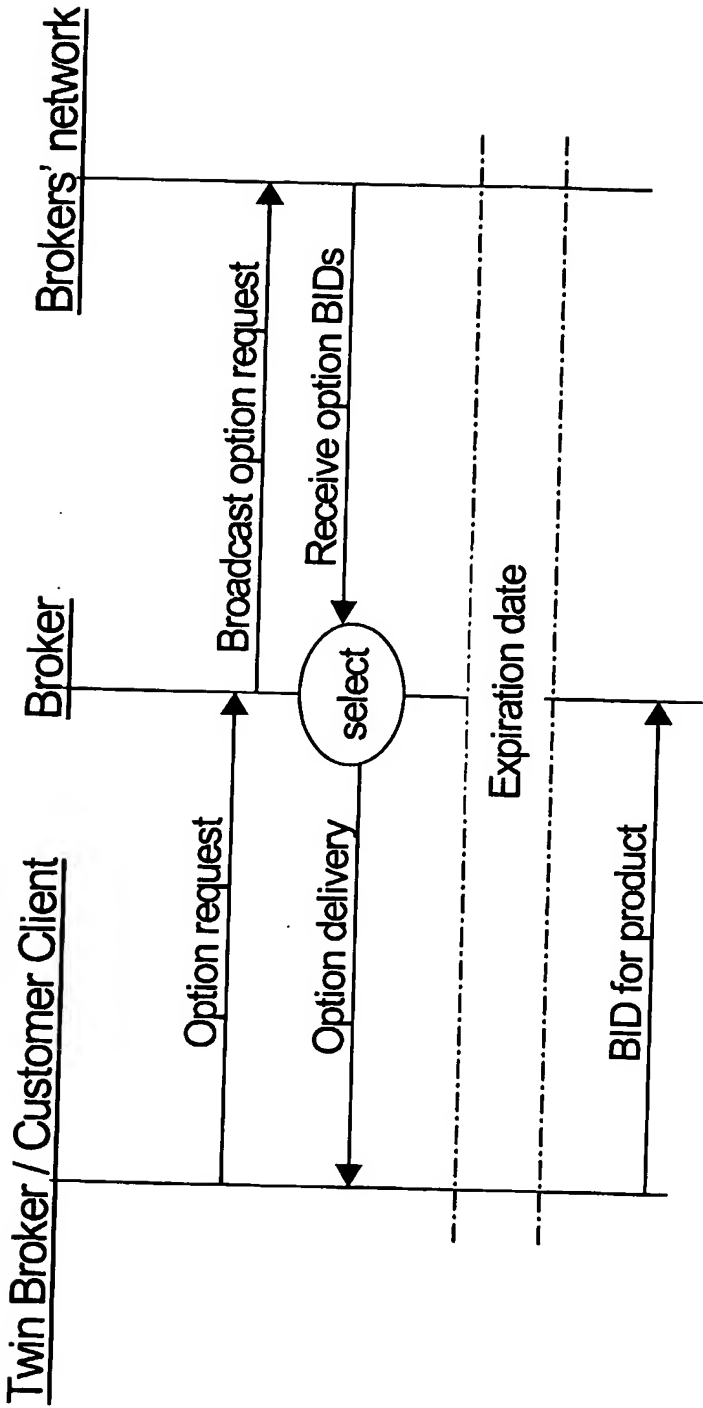 Twin Broker / Customer Client
Broker
Brokers' network
Option request
Broadcast option request
Receive option BIDs
select
Option delivery
Expiration date
BID for product